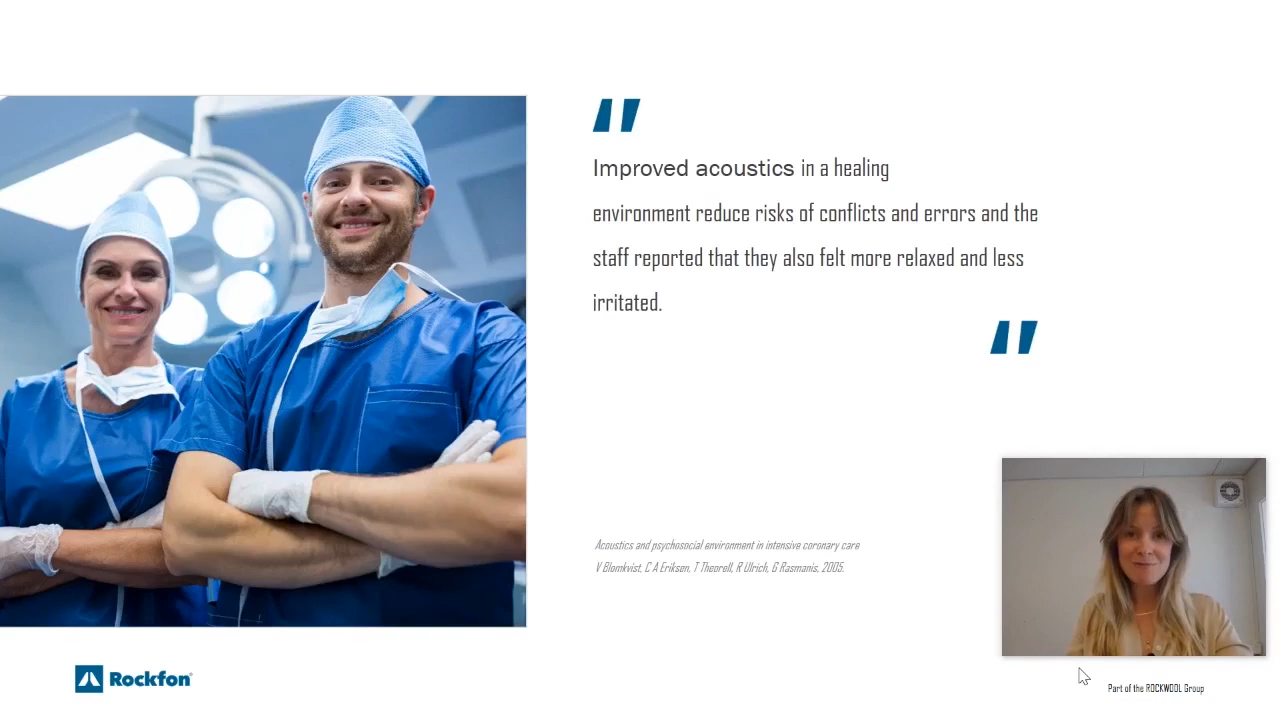 Improved acoustics in a healing
environment reduce risks of conflicts and errors and the
staff reported that they also felt more relaxed and less
irritated.
Acoustics and psychosocial environment in intensive coronary care
V Blomkvist, C A Eriksen, T Theorell, R Ulrich, G Rasmanis, 2005.
Rockfon®
Part of the ROCKWOOL Group